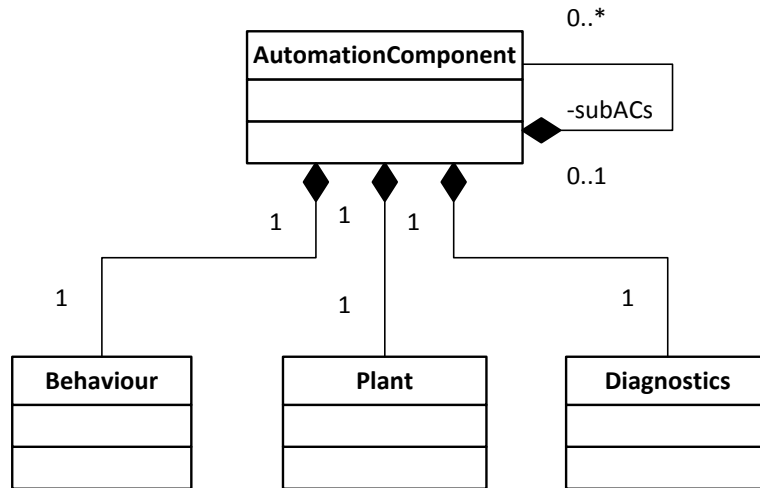 0..*
AutomationComponent
-subACs
0..1
1
1
1
1
1
1
Behaviour
Plant
Diagnostics